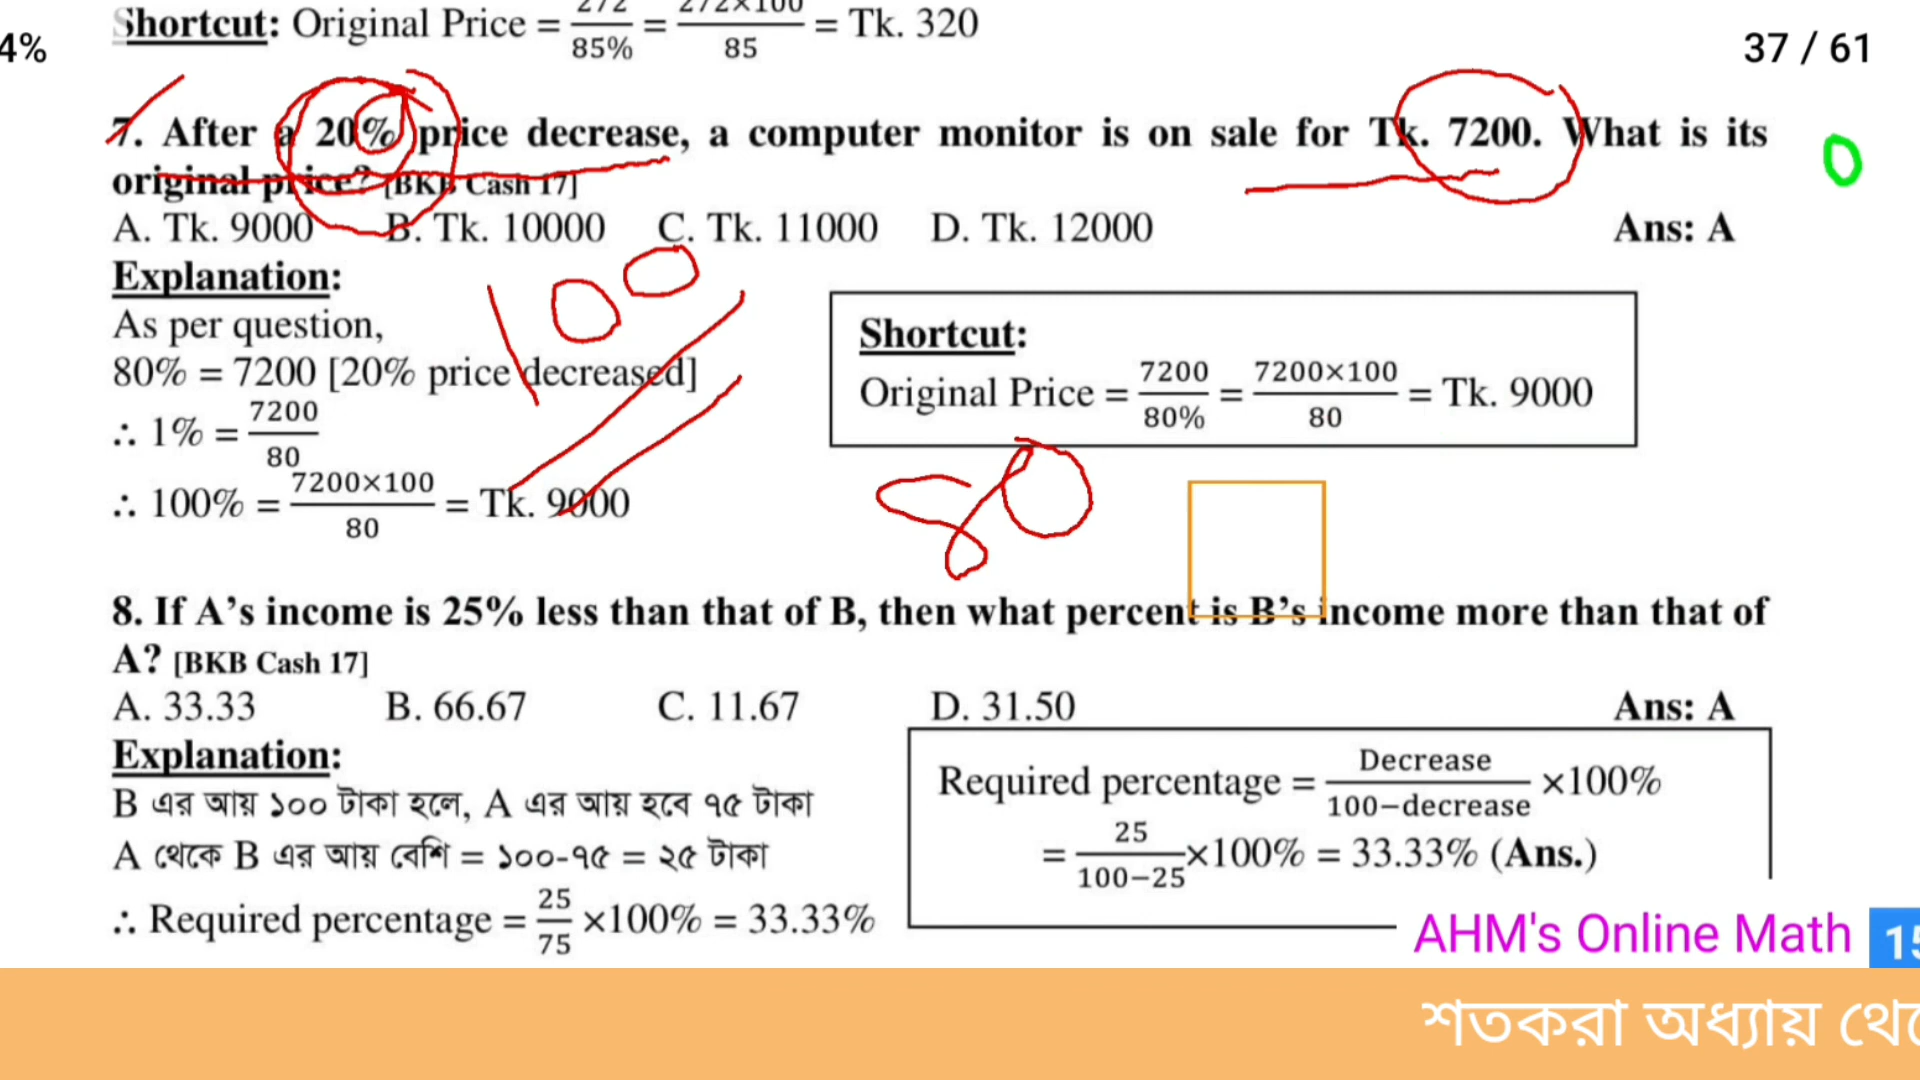 Shortcut: Original Price = 272/85% = 272×100/85 = Tk. 320
4%
37 / 61
7. After a 20% price decrease, a computer monitor is on sale for Tk. 7200. What is its
original price? [BKB Cash 17]
A. Tk. 9000 B. Tk. 10000 C. Tk. 11000 D. Tk. 12000 Ans: A
Explanation:
As per question,
80% = 7200 [20% price decreased]
∴ 1% = 7200/80
∴ 100% = 7200×100/80 = Tk. 9000
100
Shortcut:
Original Price = 7200/80% = 7200×100/80 = Tk. 9000
80
8. If A’s income is 25% less than that of B, then what percent is B’s income more than that of
A? [BKB Cash 17]
A. 33.33 B. 66.67 C. 11.67 D. 31.50 Ans: A
Explanation:
B এর আয় ১০০ টাকা হলে, A এর আয় হবে ৭৫ টাকা
A থেকে B এর আয় বেশি = ১০০-৭৫ = ২৫ টাকা
∴ Required percentage = 25/75 ×100% = 33.33%
Required percentage = Decrease/100−decrease ×100%
= 25/100−25 ×100% = 33.33% (Ans.)
AHM's Online Math
15
শতকরা অধ্যায়